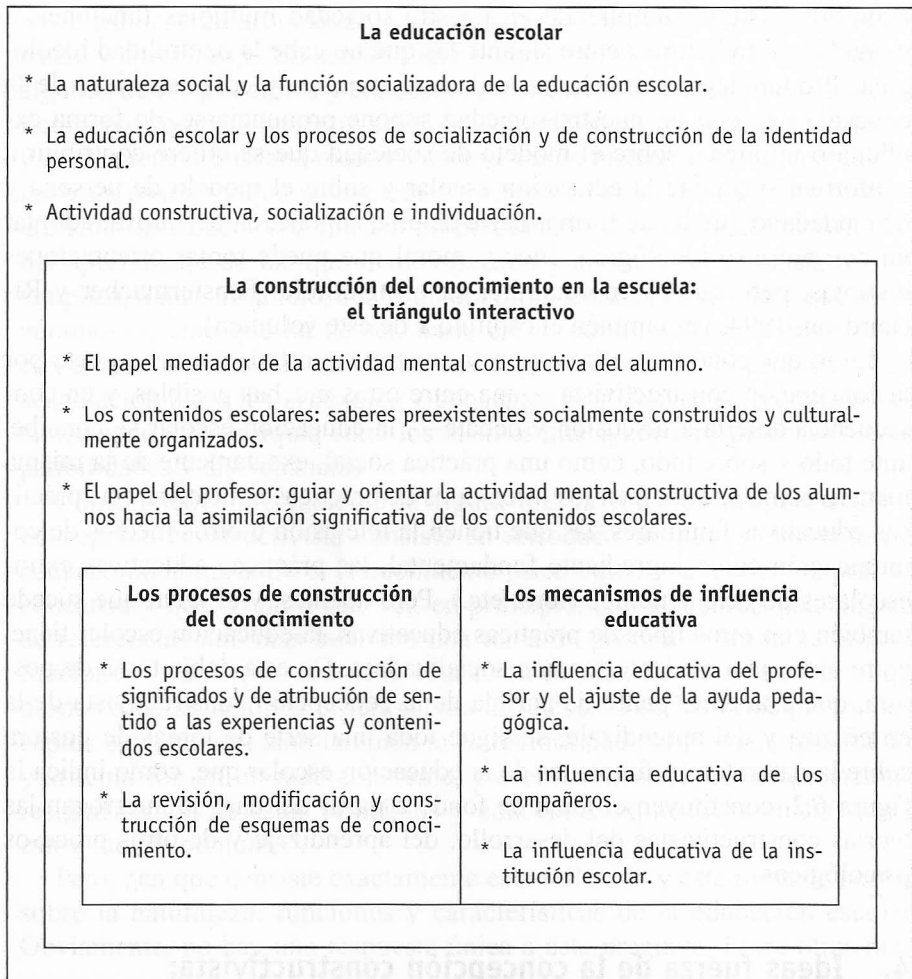 La educación escolar
* La naturaleza social y la función socializadora de la educación escolar.
* La educación escolar y los procesos de socialización y de construcción de la identidad
personal.
* Actividad constructiva, socialización e individuación.
La construcción del conocimiento en la escuela:
el triángulo interactivo
* El papel mediador de la actividad mental constructiva del alumno.
* Los contenidos escolares: saberes preexistentes socialmente construidos y cultural-
mente organizados.
* El papel del profesor: guiar y orientar la actividad mental constructiva de los alum-
nos hacia la asimilación significativa de los contenidos escolares.
Los procesos de construcción
del conocimiento
* Los procesos de construcción de
significados y de atribución de sen-
tido a las experiencias y conteni-
dos escolares.
* La revisión, modificación y cons-
trucción de esquemas de conoci-
miento.
Los mecanismos de influencia
educativa
* La influencia educativa del profe-
sor y el ajuste de la ayuda peda-
gógica.
* La influencia educativa de los
compañeros.
* La influencia educativa de la ins-
titución escolar.